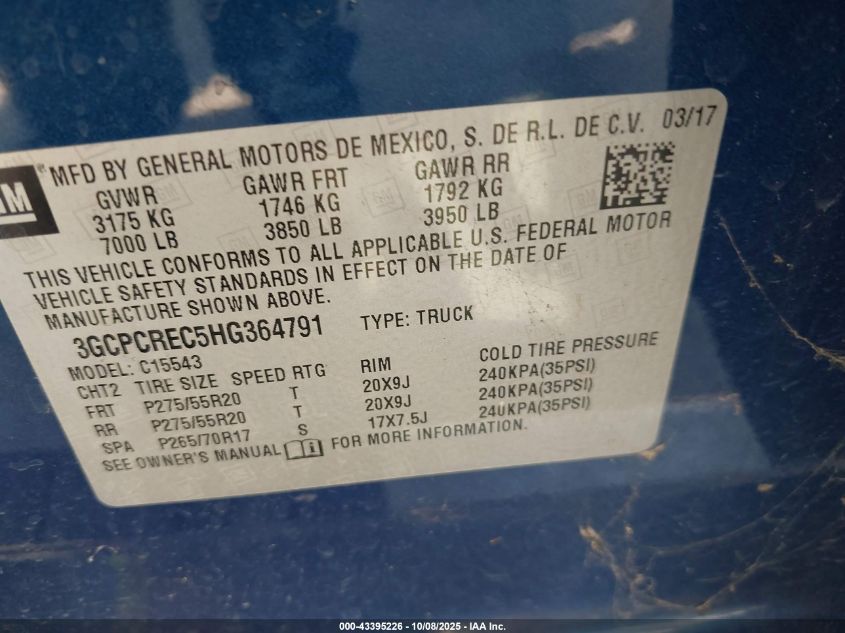 GM
MFD BY GENERAL MOTORS DE MEXICO, S. DE R.L. DE C.V. 03/17
GVWR GAWR FRT GAWR RR
3175 KG 1746 KG 1792 KG
7000 LB 3850 LB 3950 LB
THIS VEHICLE CONFORMS TO ALL APPLICABLE U.S. FEDERAL MOTOR
VEHICLE SAFETY STANDARDS IN EFFECT ON THE DATE OF
MANUFACTURE SHOWN ABOVE.
3GCPCREC5HG364791 TYPE: TRUCK
MODEL: C15543
CHT2 TIRE SIZE SPEED RTG RIM COLD TIRE PRESSURE
FRT P275/55R20 T 20X9J 240KPA(35PSI)
RR P275/55R20 T 20X9J 240KPA(35PSI)
SPA P265/70R17 S 17X7.5J 240KPA(35PSI)
SEE OWNER'S MANUAL i FOR MORE INFORMATION.
000-43395226 - 10/08/2025 - IAA Inc.